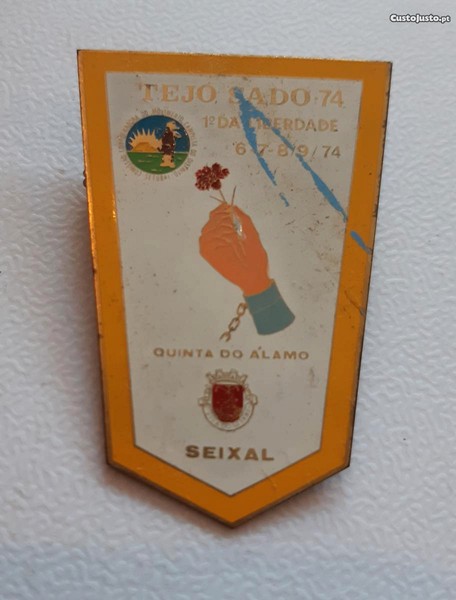 CustoJusto.pt
TEJO SADO 74
1º DA LIBERDADE
6-7-8/9/74
QUINTA DO ÁLAMO
SEIXAL